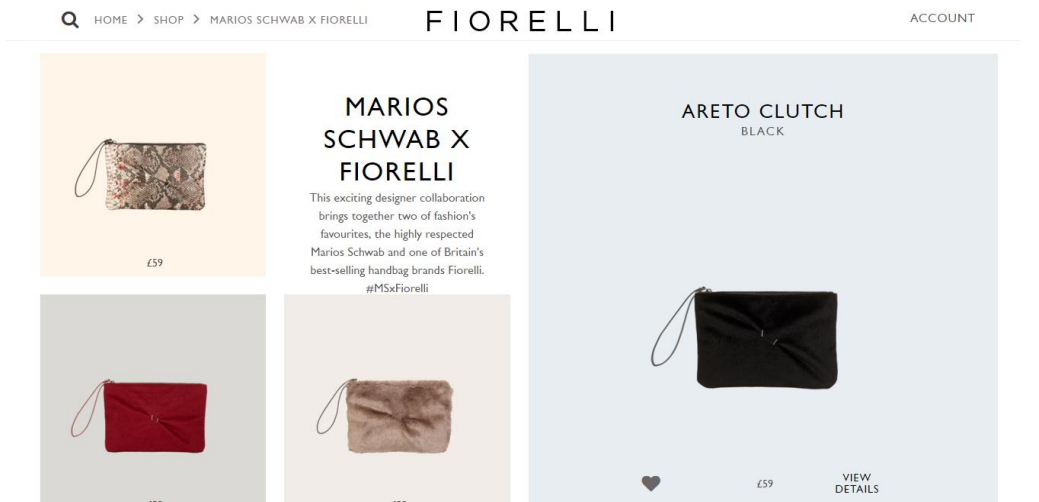 HOME > SHOP > MARIOS SCHWAB X FIORELLI
FIORELLI
ACCOUNT
£59
MARIOS
SCHWAB X
FIORELLI
This exciting designer collaboration
brings together two of fashion's
favourites, the highly respected
Marios Schwab and one of Britain's
best-selling handbag brands Fiorelli.
#MSxFiorelli
ARETO CLUTCH
BLACK
£59
VIEW
DETAILS